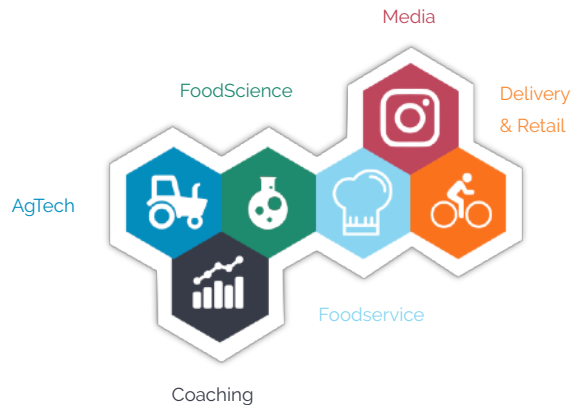 Media
FoodScience
Delivery
& Retail
AgTech
Foodservice
Coaching